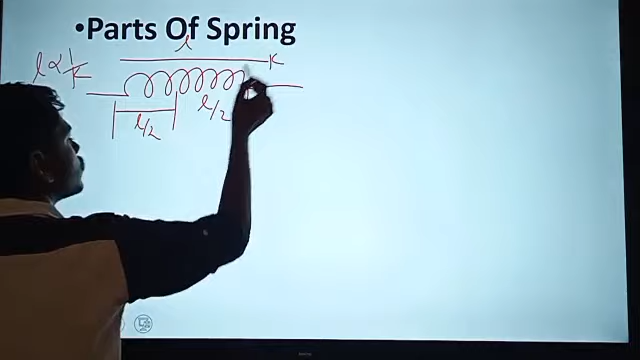 •Parts Of Spring
l
l ∝ 1/K
K
l/2
l/2